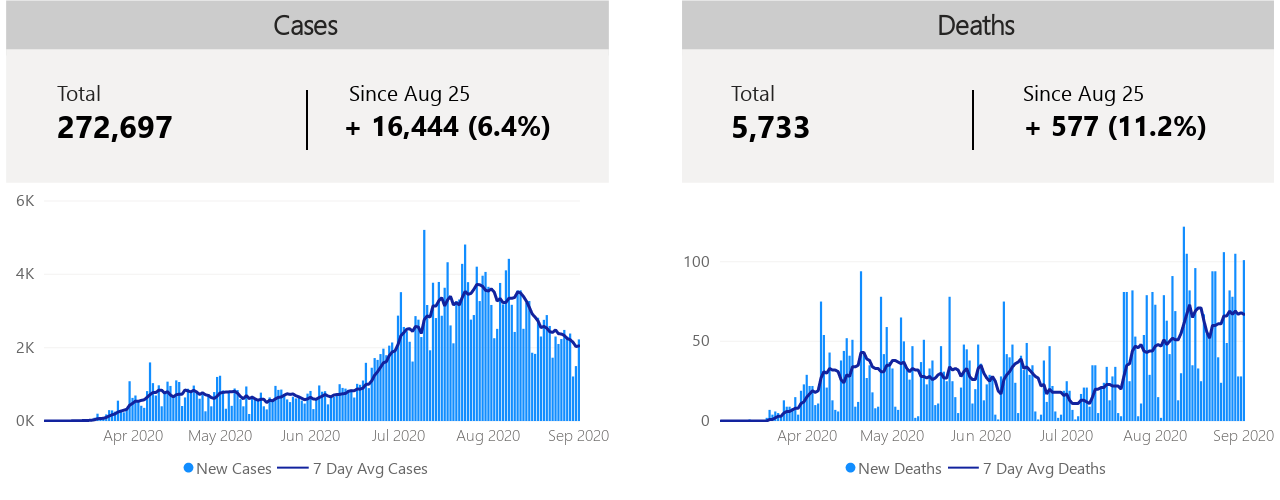 Cases
Total
272,697
Since Aug 25
+ 16,444 (6.4%)
6K
4K
2K
0K
Apr 2020 May 2020 Jun 2020 Jul 2020 Aug 2020 Sep 2020
New Cases 7 Day Avg Cases
Deaths
Total
5,733
Since Aug 25
+ 577 (11.2%)
100
50
0
Apr 2020 May 2020 Jun 2020 Jul 2020 Aug 2020 Sep 2020
New Deaths 7 Day Avg Deaths